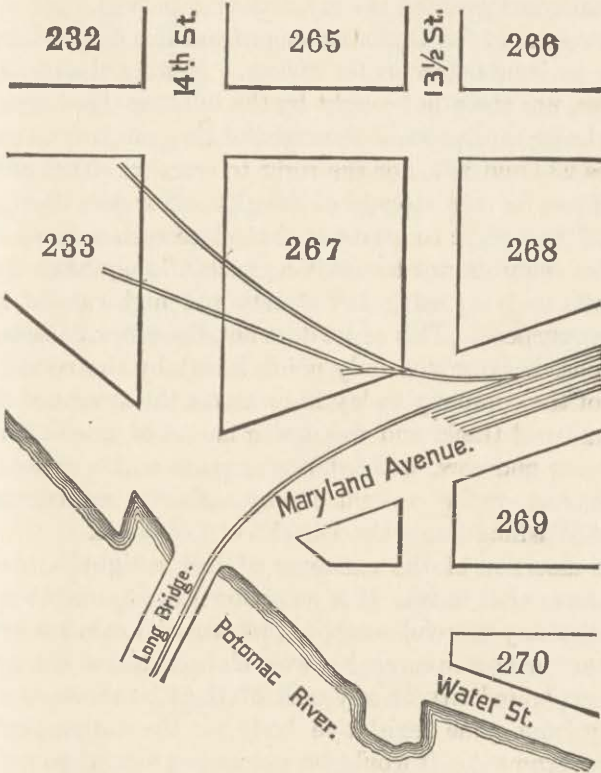 232
14th St.
265
13½ St.
266
233
267
268
Maryland Avenue.
269
Long Bridge.
Potomac River.
270
Water St.